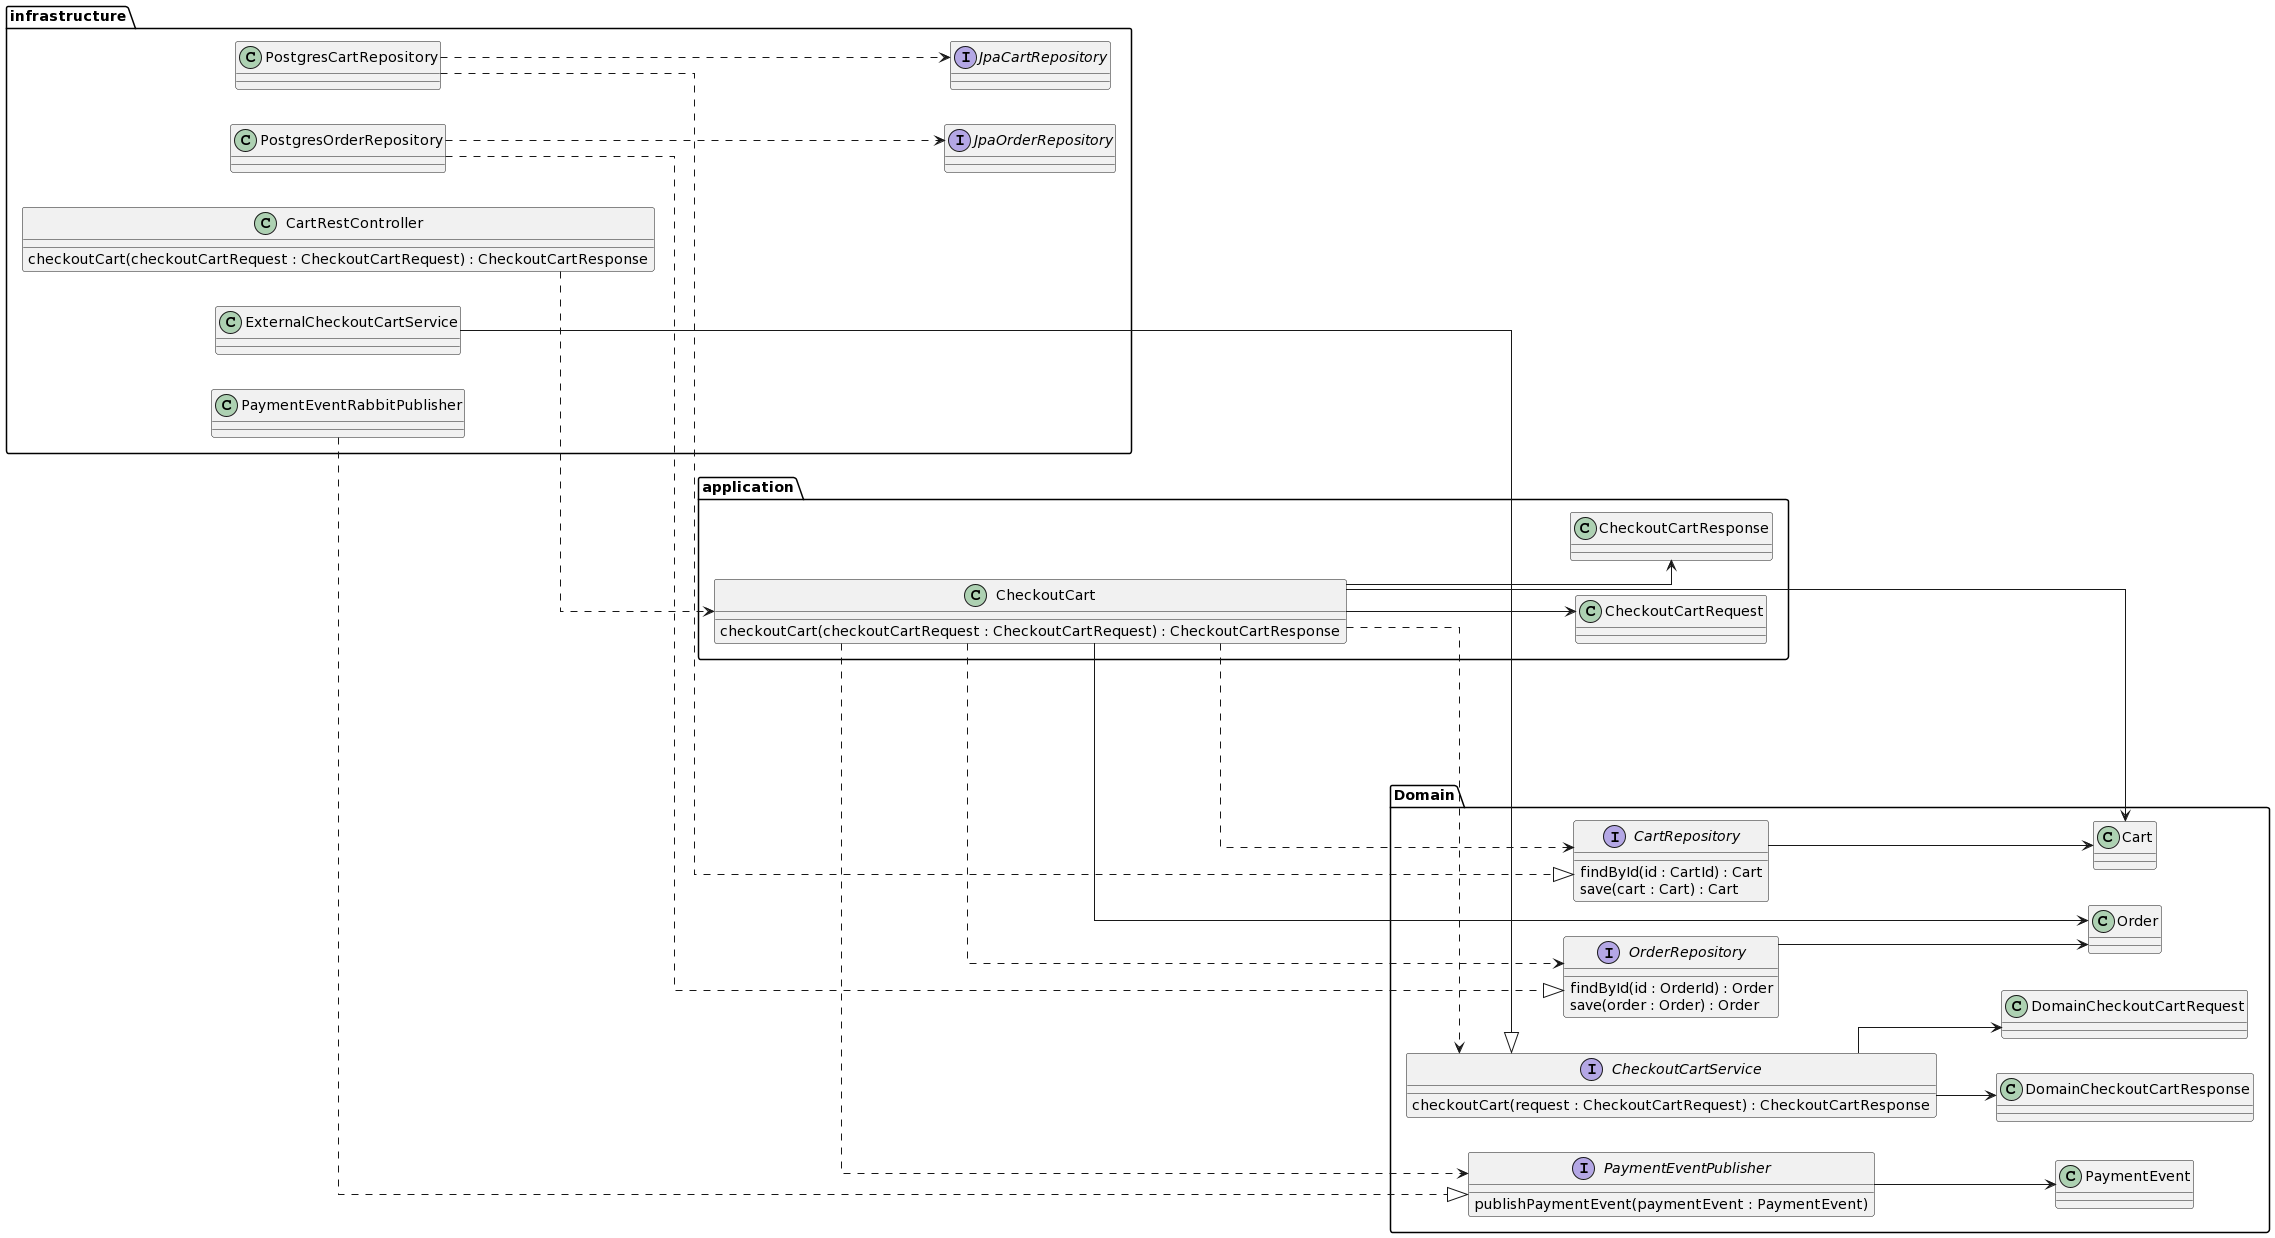 infrastructure
C PostgresCartRepository
I JpaCartRepository
C PostgresOrderRepository
I JpaOrderRepository
C CartRestController
checkoutCart(checkoutCartRequest : CheckoutCartRequest) : CheckoutCartResponse
C ExternalCheckoutCartService
C PaymentEventRabbitPublisher
application
C CheckoutCartResponse
C CheckoutCart
checkoutCart(checkoutCartRequest : CheckoutCartRequest) : CheckoutCartResponse
C CheckoutCartRequest
Domain
I CartRepository
findById(id : CartId) : Cart
save(cart : Cart) : Cart
C Cart
C Order
I OrderRepository
findById(id : OrderId) : Order
save(order : Order) : Order
C DomainCheckoutCartRequest
I CheckoutCartService
checkoutCart(request : CheckoutCartRequest) : CheckoutCartResponse
C DomainCheckoutCartResponse
I PaymentEventPublisher
publishPaymentEvent(paymentEvent : PaymentEvent)
C PaymentEvent